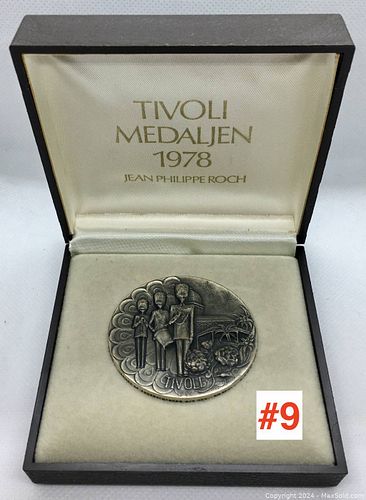 TIVOLI
MEDALJEN
1978
JEAN PHILIPPE ROCH
TIVOLI
#9
Copyright 2024 - MaxSold.com